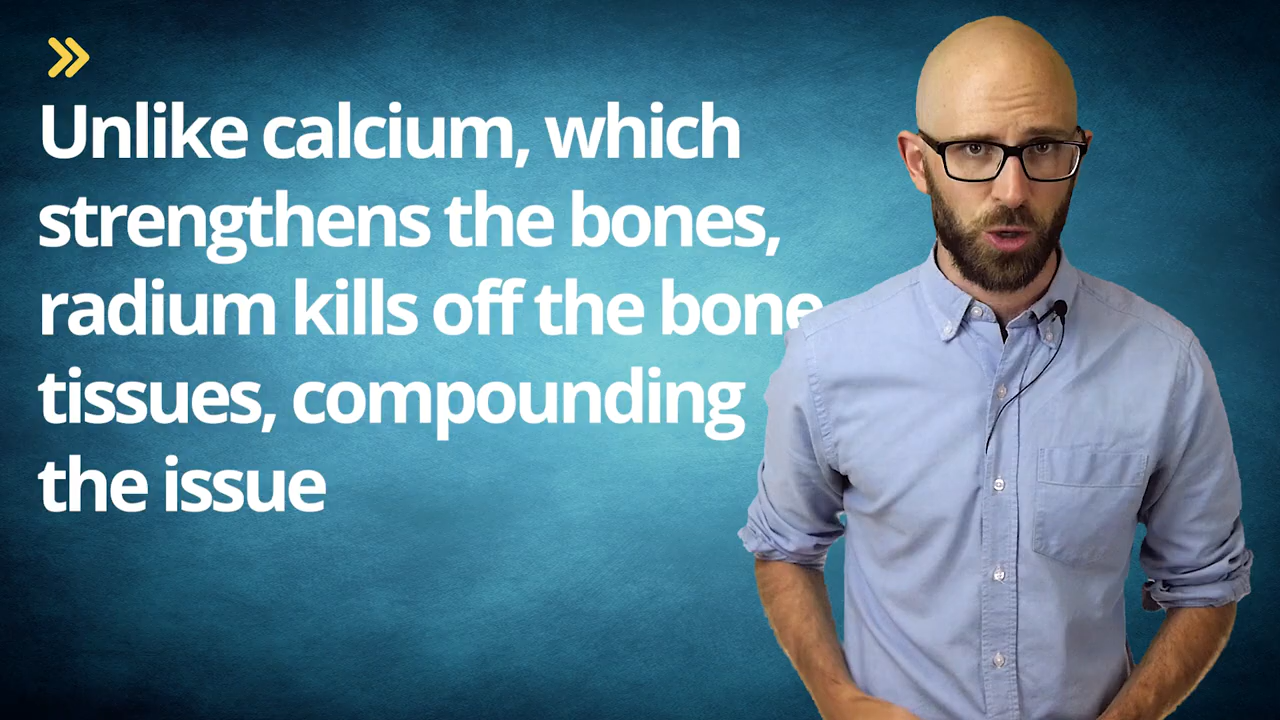 Unlike calcium, which
strengthens the bones,
radium kills off the bone
tissues, compounding
the issue